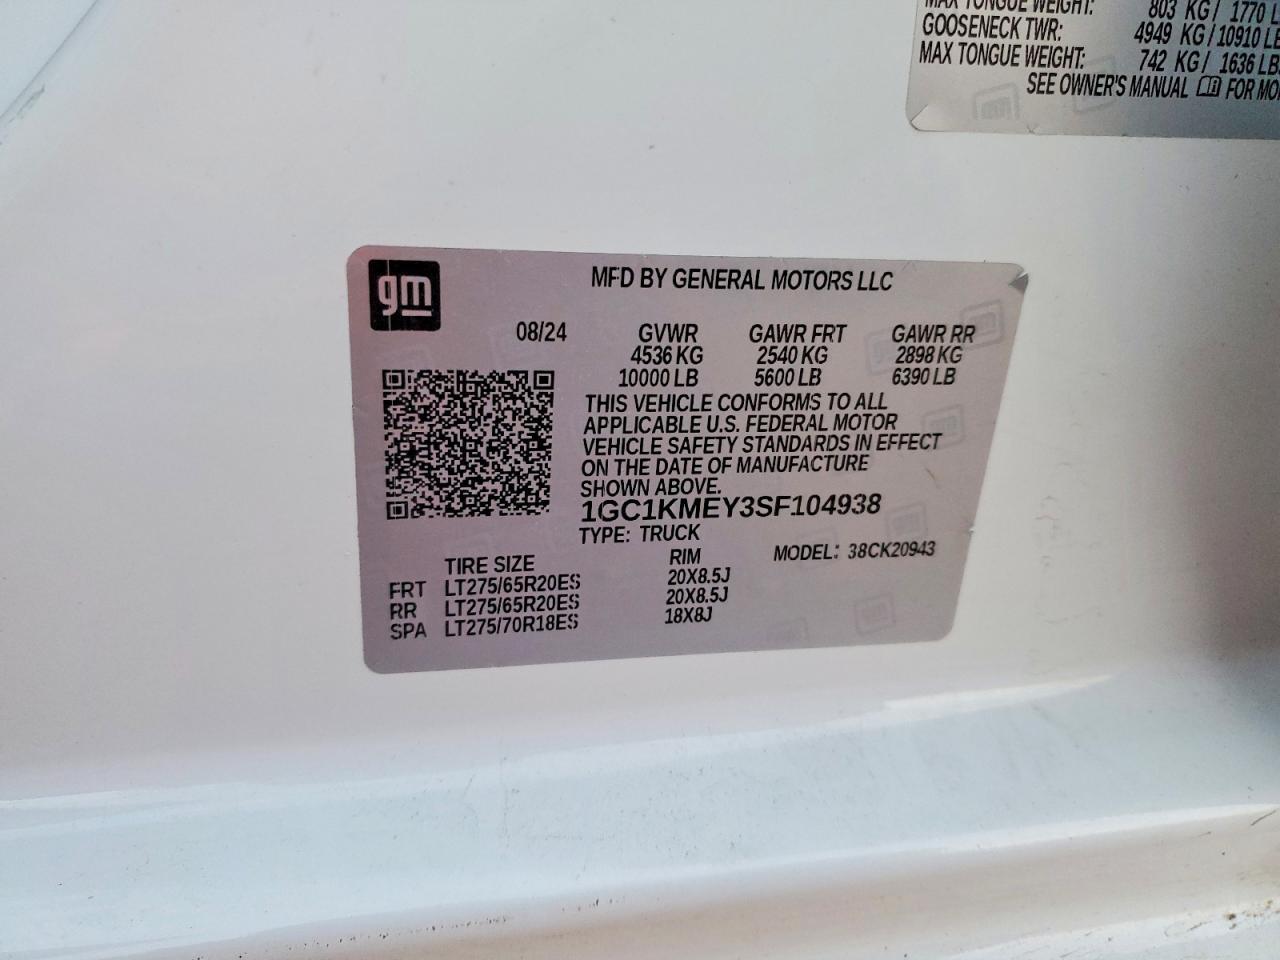 MAX TONGUE WEIGHT: 803 KG/ 1770 L
GOOSENECK TWR: 4949 KG/10910 LB
MAX TONGUE WEIGHT: 742 KG/ 1636 LB
SEE OWNER'S MANUAL FOR MO
gm
MFD BY GENERAL MOTORS LLC
08/24 GVWR GAWR FRT GAWR RR
4536 KG 2540 KG 2898 KG
10000 LB 5600 LB 6390 LB
THIS VEHICLE CONFORMS TO ALL
APPLICABLE U.S. FEDERAL MOTOR
VEHICLE SAFETY STANDARDS IN EFFECT
ON THE DATE OF MANUFACTURE
SHOWN ABOVE.
1GC1KMEY3SF104938
TYPE: TRUCK
MODEL: 38CK20943
TIRE SIZE RIM
FRT LT275/65R20ES 20X8.5J
RR LT275/65R20ES 20X8.5J
SPA LT275/70R18ES 18X8J